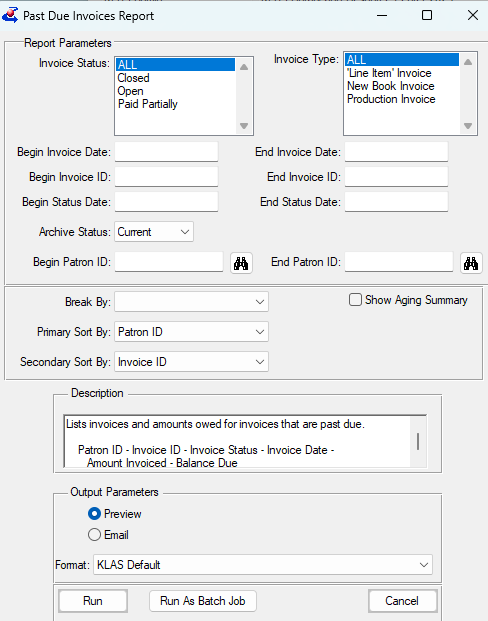 Past Due Invoices Report
Report Parameters
Invoice Status:
ALL
Closed
Open
Paid Partially
Invoice Type:
ALL
'Line Item' Invoice
New Book Invoice
Production Invoice
Begin Invoice Date:
End Invoice Date:
Begin Invoice ID:
End Invoice ID:
Begin Status Date:
End Status Date:
Archive Status: Current
Begin Patron ID:
End Patron ID:
Break By:
Show Aging Summary
Primary Sort By: Patron ID
Secondary Sort By: Invoice ID
Description
Lists invoices and amounts owed for invoices that are past due.
Patron ID - Invoice ID - Invoice Status - Invoice Date -
Amount Invoiced - Balance Due
Output Parameters
Preview
Email
Format: KLAS Default
Run
Run As Batch Job
Cancel